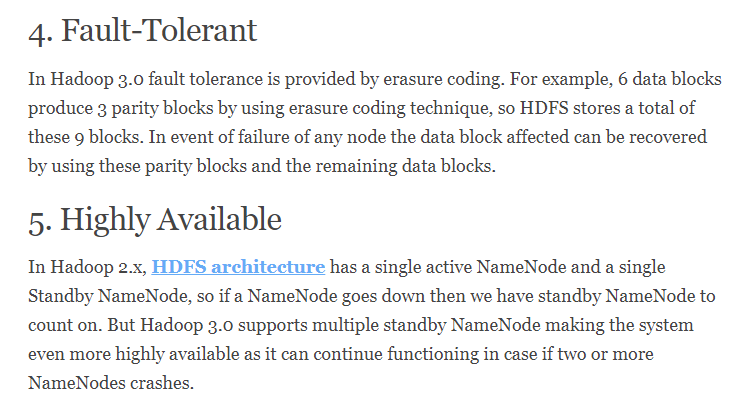 4. Fault-Tolerant
In Hadoop 3.0 fault tolerance is provided by erasure coding. For example, 6 data blocks
produce 3 parity blocks by using erasure coding technique, so HDFS stores a total of
these 9 blocks. In event of failure of any node the data block affected can be recovered
by using these parity blocks and the remaining data blocks.
5. Highly Available
In Hadoop 2.x, HDFS architecture has a single active NameNode and a single
Standby NameNode, so if a NameNode goes down then we have standby NameNode to
count on. But Hadoop 3.0 supports multiple standby NameNode making the system
even more highly available as it can continue functioning in case if two or more
NameNodes crashes.